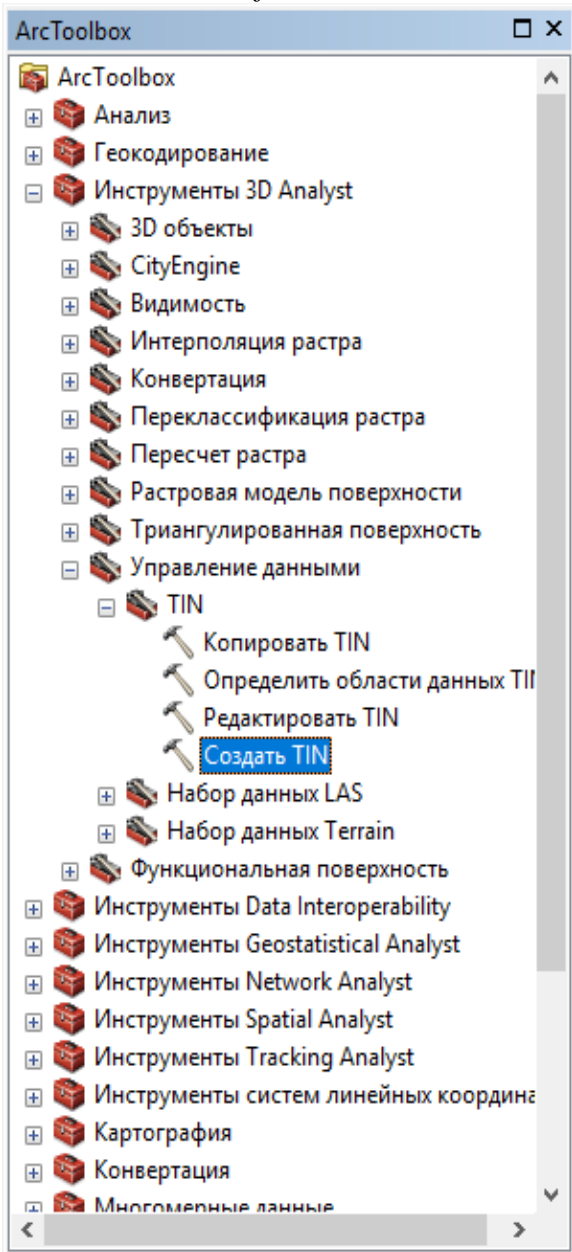 ArcToolbox
ArcToolbox
Анализ
Геокодирование
Инструменты 3D Analyst
3D объекты
CityEngine
Видимость
Интерполяция растра
Конвертация
Переклассификация растра
Пересчет растра
Растровая модель поверхности
Триангулированная поверхность
Управление данными
TIN
Копировать TIN
Определить области данных TIN
Редактировать TIN
Создать TIN
Набор данных LAS
Набор данных Terrain
Функциональная поверхность
Инструменты Data Interoperability
Инструменты Geostatistical Analyst
Инструменты Network Analyst
Инструменты Spatial Analyst
Инструменты Tracking Analyst
Инструменты систем линейных координа
Картография
Конвертация
Многомерные данные